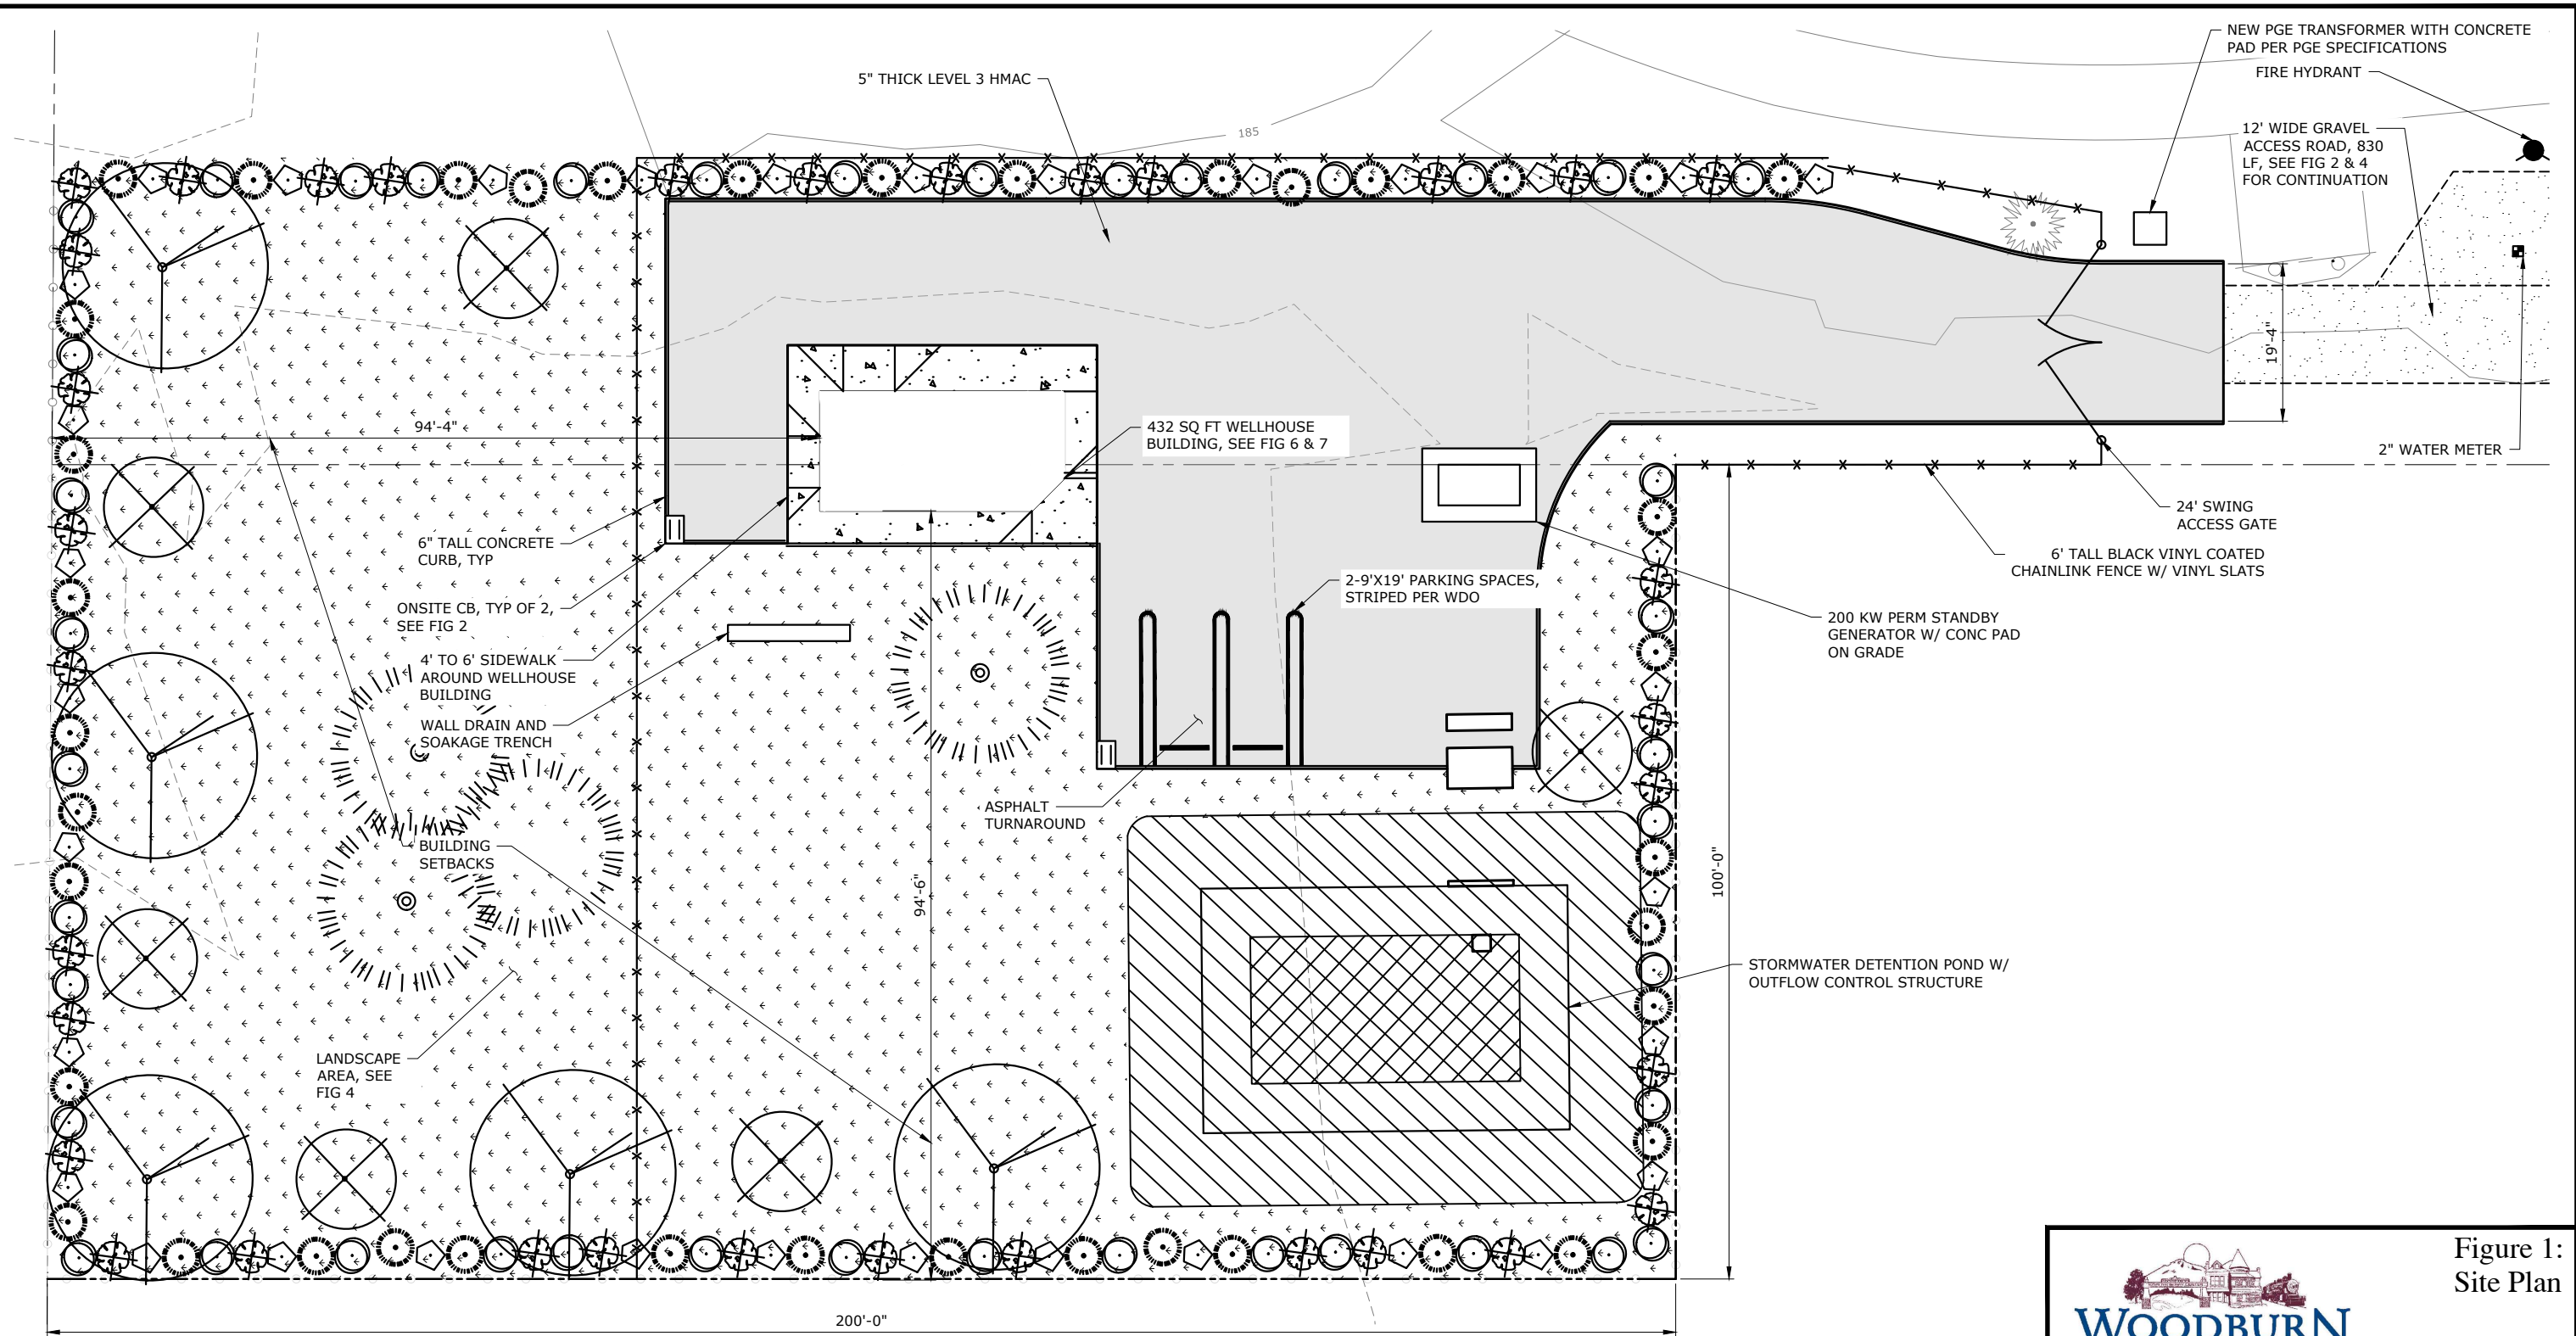 NEW PGE TRANSFORMER WITH CONCRETE
PAD PER PGE SPECIFICATIONS
5" THICK LEVEL 3 HMAC
FIRE HYDRANT
185
12' WIDE GRAVEL
ACCESS ROAD, 830
LF, SEE FIG 2 & 4
FOR CONTINUATION
19'-4"
94'-4"
432 SQ FT WELLHOUSE
BUILDING, SEE FIG 6 & 7
2" WATER METER
24' SWING
ACCESS GATE
6" TALL CONCRETE
CURB, TYP
6' TALL BLACK VINYL COATED
CHAINLINK FENCE W/ VINYL SLATS
2-9'X19' PARKING SPACES,
STRIPED PER WDO
ONSITE CB, TYP OF 2,
SEE FIG 2
200 KW PERM STANDBY
GENERATOR W/ CONC PAD
ON GRADE
4' TO 6' SIDEWALK
AROUND WELLHOUSE
BUILDING
WALL DRAIN AND
SOAKAGE TRENCH
ASPHALT
TURNAROUND
BUILDING
SETBACKS
94'-6"
100'-0"
STORMWATER DETENTION POND W/
OUTFLOW CONTROL STRUCTURE
LANDSCAPE
AREA, SEE
FIG 4
200'-0"
Figure 1:
Site Plan
WOODBURN